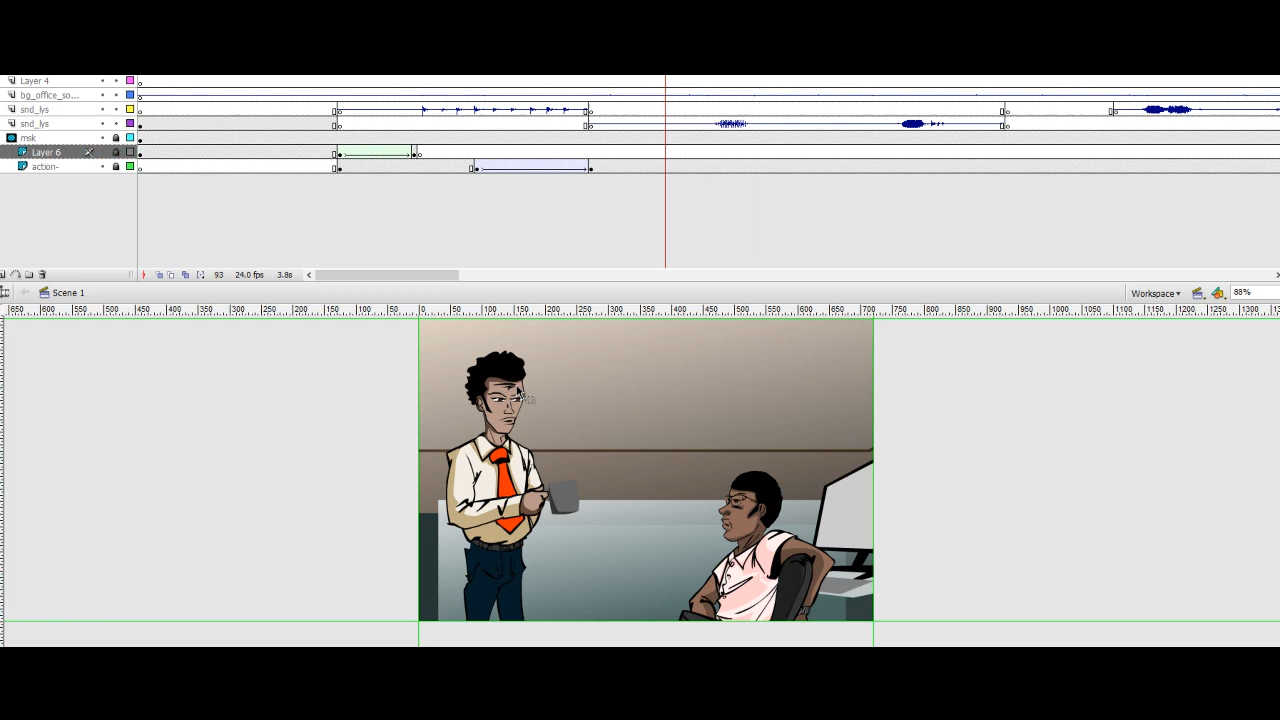 Layer 4
bg_office_so...
snd_lys
snd_lys
msk
Layer 6
action-
93 24.0 fps 3.8s
Scene 1
Workspace
88%
650 600 550 500 450 400 350 300 250 200 150 100 50 0 50 100 150 200 250 300 350 400 450 500 550 600 650 700 750 800 850 900 950 1000 1050 1100 1150 1200 1250 1300